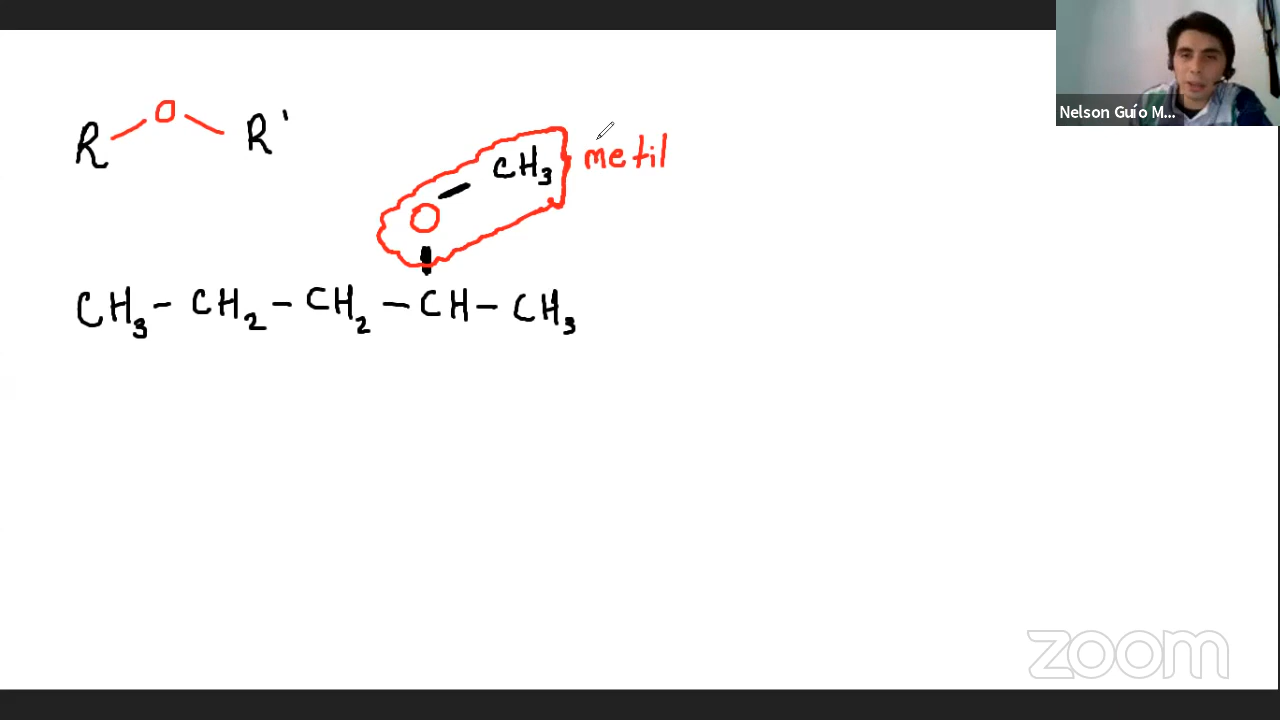 R - O - R'
Nelson Guío M...
CH₃ metil
O
CH₃ - CH₂ - CH₂ - CH - CH₃
zoom